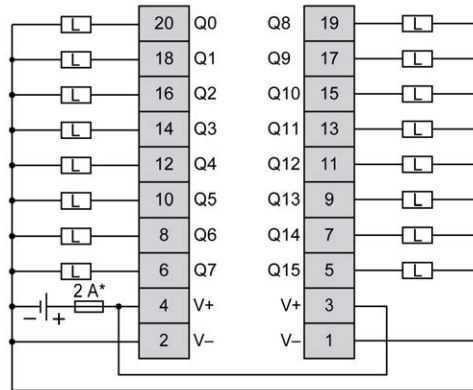 L 20 Q0 Q8 19 L
L 18 Q1 Q9 17 L
L 16 Q2 Q10 15 L
L 14 Q3 Q11 13 L
L 12 Q4 Q12 11 L
L 10 Q5 Q13 9 L
L 8 Q6 Q14 7 L
L 6 Q7 Q15 5 L
2 A*
− + 4 V+ V+ 3
2 V– V– 1